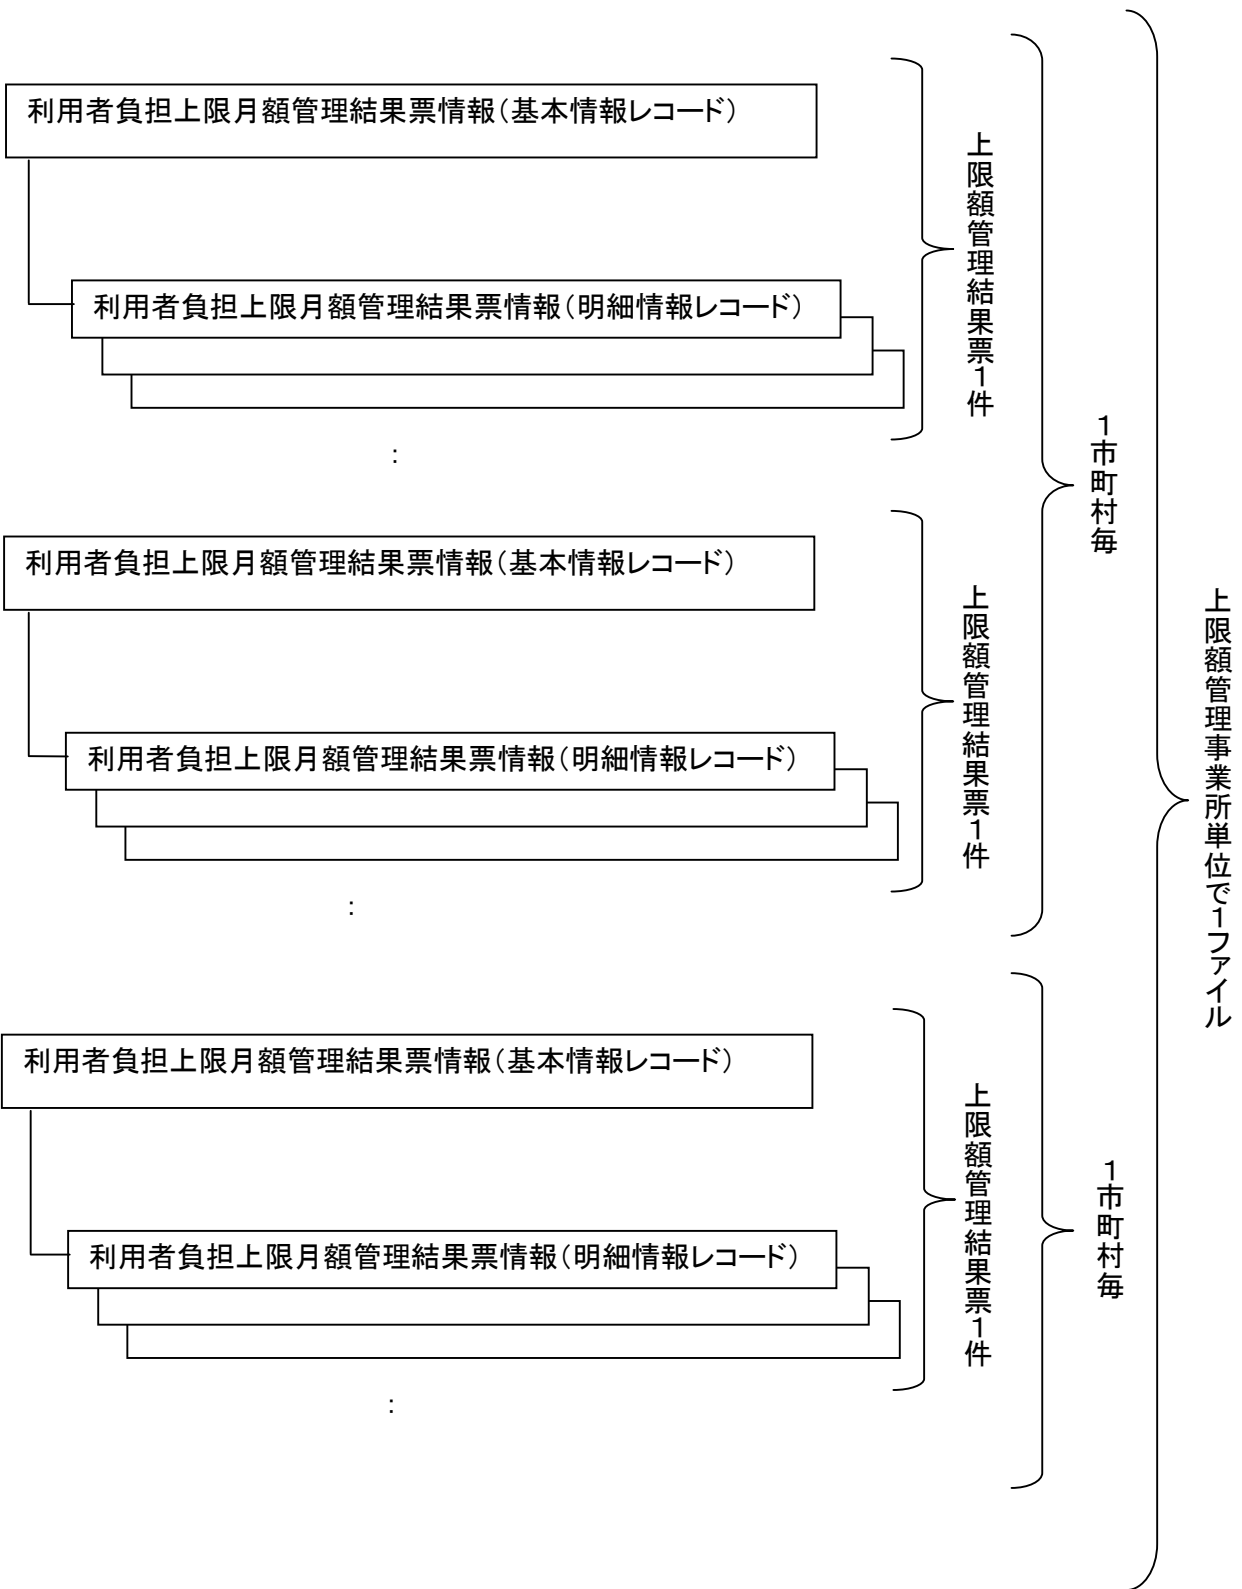 利用者負担上限月額管理結果票情報（基本情報レコード）
利用者負担上限月額管理結果票情報（明細情報レコード）
：
上限額管理結果票１件
利用者負担上限月額管理結果票情報（基本情報レコード）
利用者負担上限月額管理結果票情報（明細情報レコード）
：
上限額管理結果票１件
１市町村毎
利用者負担上限月額管理結果票情報（基本情報レコード）
利用者負担上限月額管理結果票情報（明細情報レコード）
：
上限額管理結果票１件
１市町村毎
上限額管理事業所単位で１ファイル